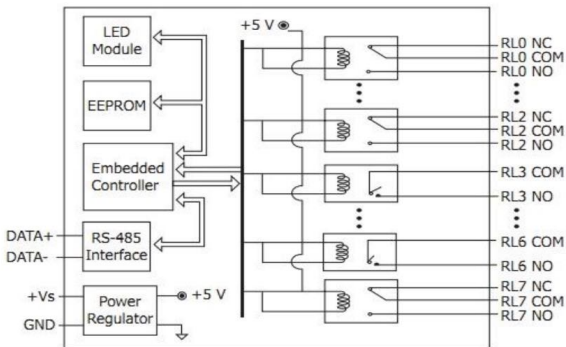 LED
Module
EEPROM
Embedded
Controller
RS-485
Interface
DATA+
DATA-
+Vs
GND
Power
Regulator
+5 V
+5 V
RL0 NC
RL0 COM
RL0 NO
RL2 NC
RL2 COM
RL2 NO
RL3 COM
RL3 NO
RL6 COM
RL6 NO
RL7 NC
RL7 COM
RL7 NO